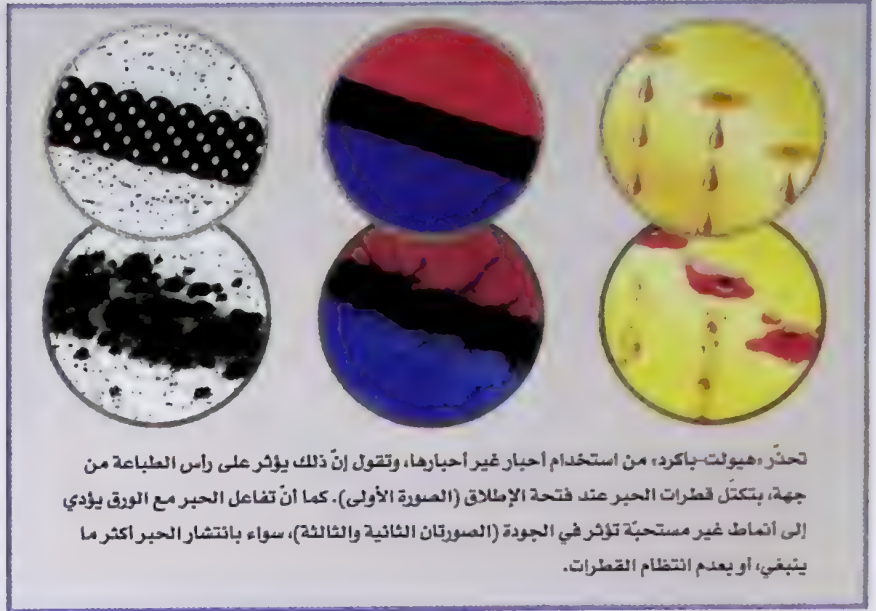 تحذّر «هيولت-باكرد» من استخدام أحبار غير أحبارها، وتقول إنّ ذلك يؤثر على رأس الطباعة من
جهة، بتكتّل قطرات الحبر عند فتحة الإطلاق (الصورة الأولى). كما أنّ تفاعل الحبر مع الورق يؤدي
إلى أنماط غير مستحبّة تؤثر في الجودة (الصورتان الثانية والثالثة)، سواء بانتشار الحبر أكثر ما
ينبغي، أو بعدم انتظام القطرات.